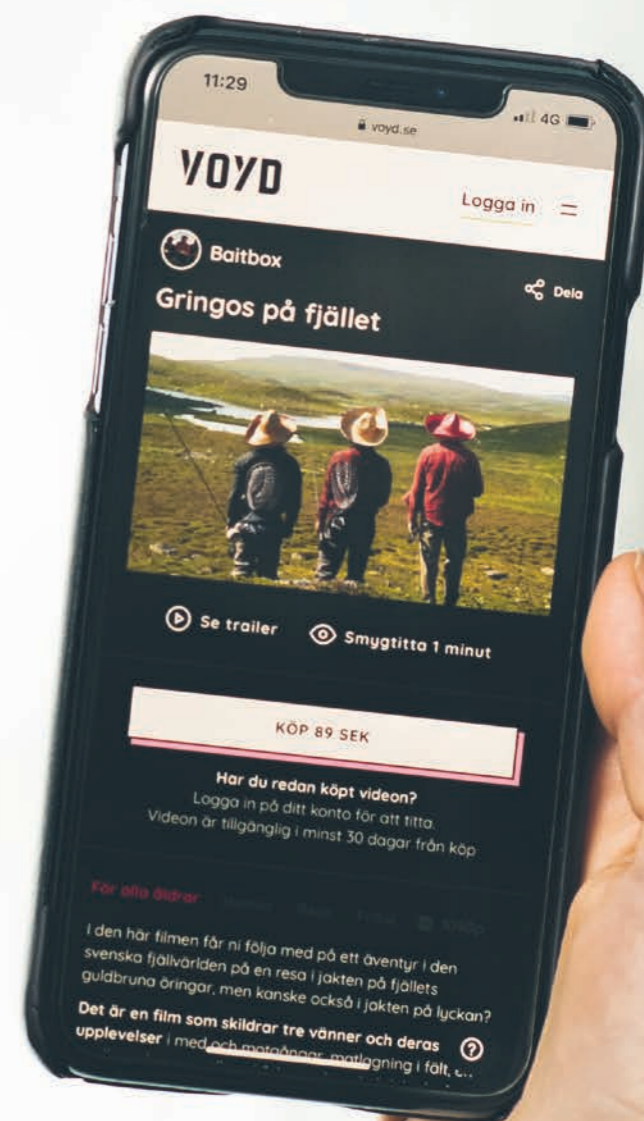 11:29
4G
voyd.se
VOYD
Logga in
Baitbox
Dela
Gringos på fjället
Se trailer
Smygtitta 1 minut
KÖP 89 SEK
Har du redan köpt videon?
Logga in på ditt konto för att titta.
Videon är tillgänglig i minst 30 dagar från köp
För alla åldrar
1080p
I den här filmen får ni följa med på ett äventyr i den
svenska fjällvärlden på en resa i jakten på fjällets
guldbruna öringar, men kanske också i jakten på lyckan?
Det är en film som skildrar tre vänner och deras
upplevelser i med och motgångar, matlagning i fält,
?